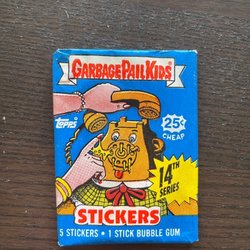 GARBAGE PAIL KIDS
TOPPS
25¢
CHEAP
14TH
SERIES
STICKERS
5 STICKERS • 1 STICK BUBBLE GUM